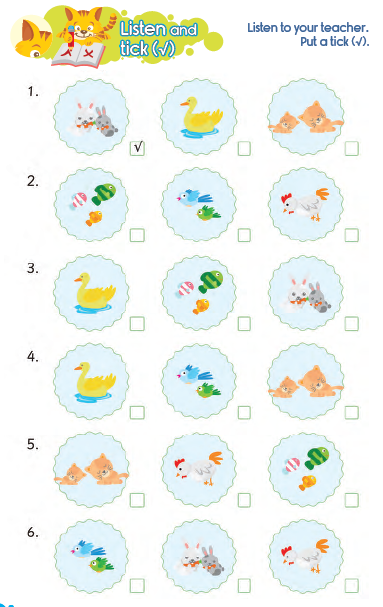 Listen and
tick (√)
Listen to your teacher.
Put a tick (√).
1.
√
2.
3.
4.
5.
6.